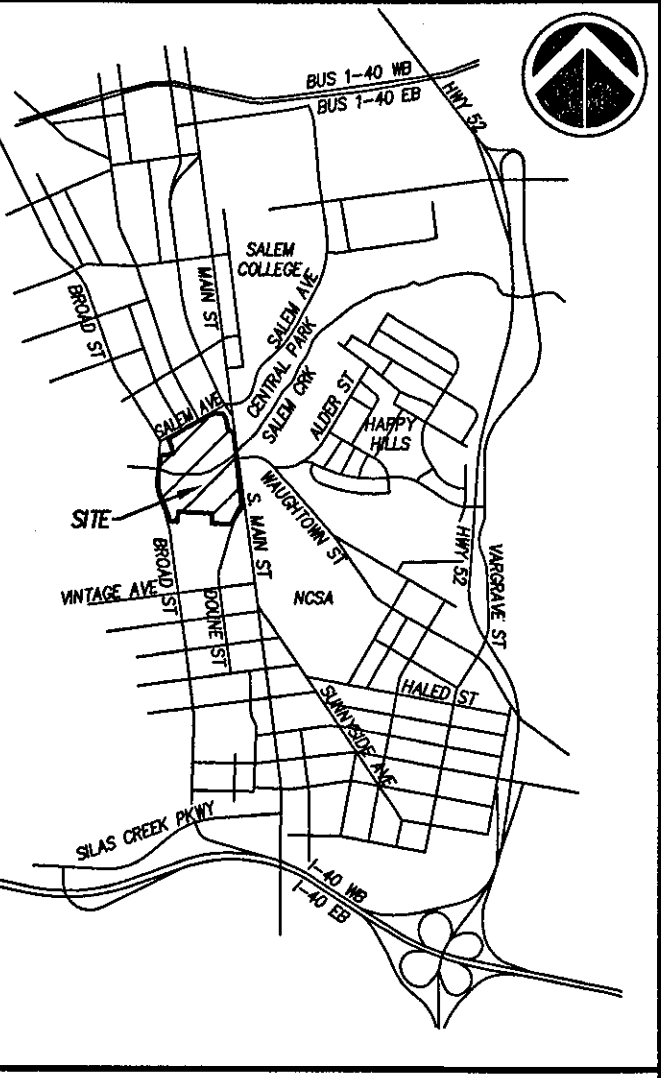 BUS 1-40 WB
BUS 1-40 EB
HWY 52
SALEM
COLLEGE
MAIN ST
BROAD ST
SALEM AVE
CENTRAL PARK
SALEM CRK
ALDER ST
HAPPY
HILLS
SALEM AVE
SITE
S. MAIN ST
WAUGHTOWN ST
HWY 52
VARGRAVE ST
BROAD ST
VINTAGE AVE
DOUNE ST
NCSA
HALED ST
SUNNYSIDE AVE
SILAS CREEK PKWY
I-40 WB
I-40 EB